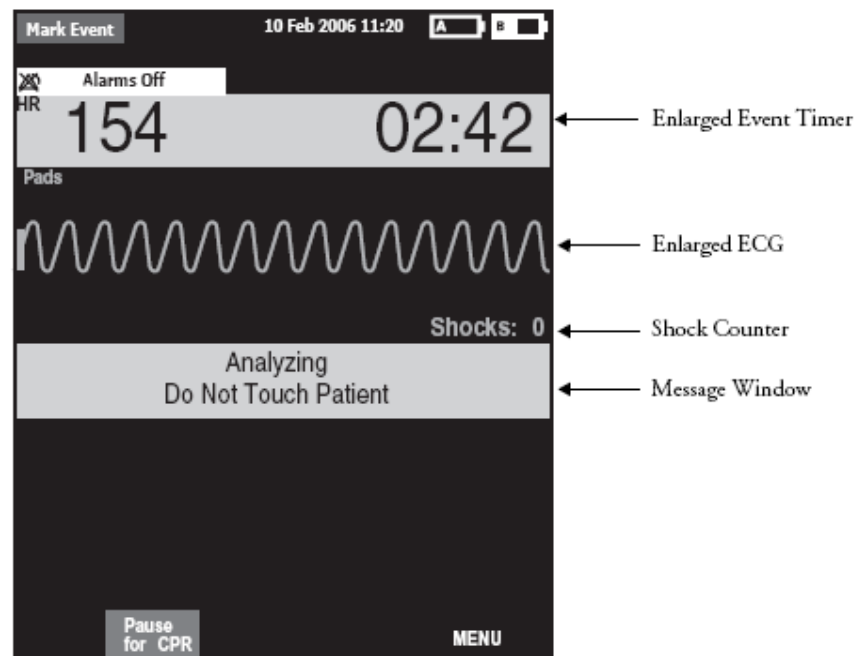 Mark Event
10 Feb 2006 11:20
A
B
Alarms Off
HR
154
02:42
Enlarged Event Timer
Pads
Enlarged ECG
Shocks: 0
Shock Counter
Analyzing
Do Not Touch Patient
Message Window
Pause
for CPR
MENU